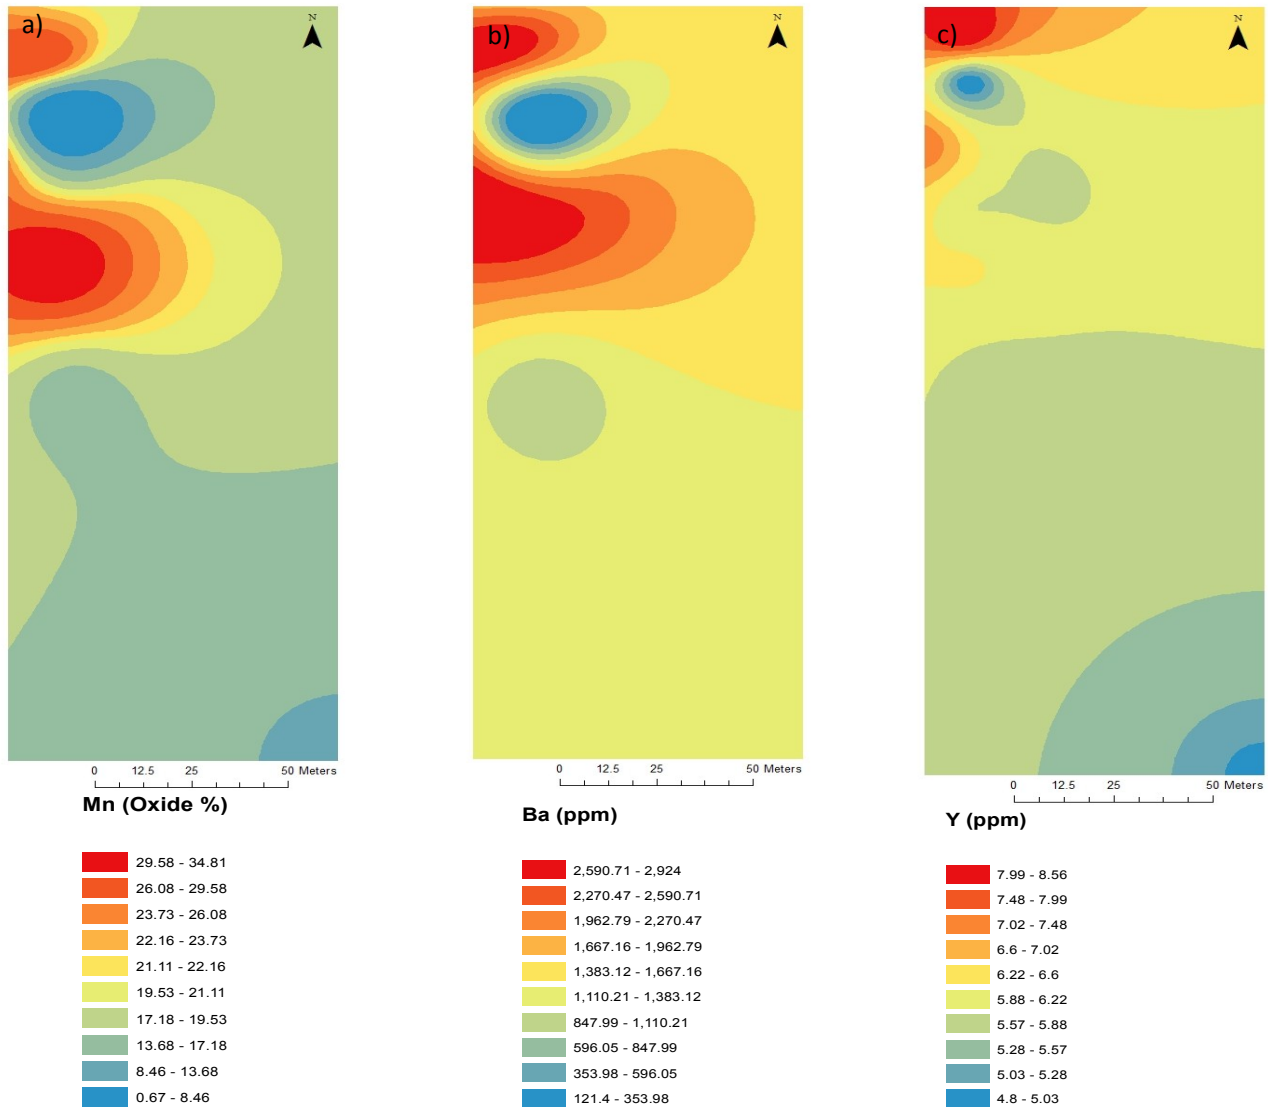 a)
N
b)
N
c)
N
0 12.5 25 50 Meters
Mn (Oxide %)
29.58 - 34.81
26.08 - 29.58
23.73 - 26.08
22.16 - 23.73
21.11 - 22.16
19.53 - 21.11
17.18 - 19.53
13.68 - 17.18
8.46 - 13.68
0.67 - 8.46
0 12.5 25 50 Meters
Ba (ppm)
2,590.71 - 2,924
2,270.47 - 2,590.71
1,962.79 - 2,270.47
1,667.16 - 1,962.79
1,383.12 - 1,667.16
1,110.21 - 1,383.12
847.99 - 1,110.21
596.05 - 847.99
353.98 - 596.05
121.4 - 353.98
0 12.5 25 50 Meters
Y (ppm)
7.99 - 8.56
7.48 - 7.99
7.02 - 7.48
6.6 - 7.02
6.22 - 6.6
5.88 - 6.22
5.57 - 5.88
5.28 - 5.57
5.03 - 5.28
4.8 - 5.03